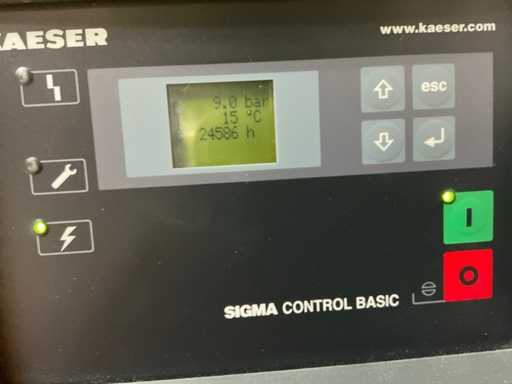 KAESER
www.kaeser.com
9.0 bar
15 °C
24586 h
esc
I
O
SIGMA CONTROL BASIC